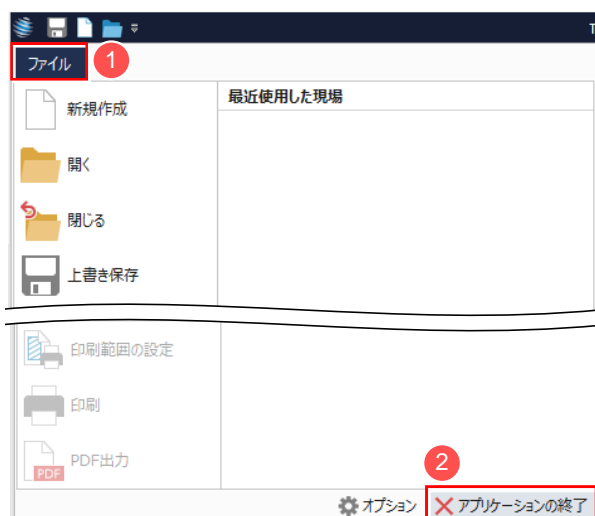 T
ファイル
1
新規作成
最近使用した現場
開く
閉じる
上書き保存
印刷範囲の設定
印刷
PDF
PDF出力
2
オプション
アプリケーションの終了